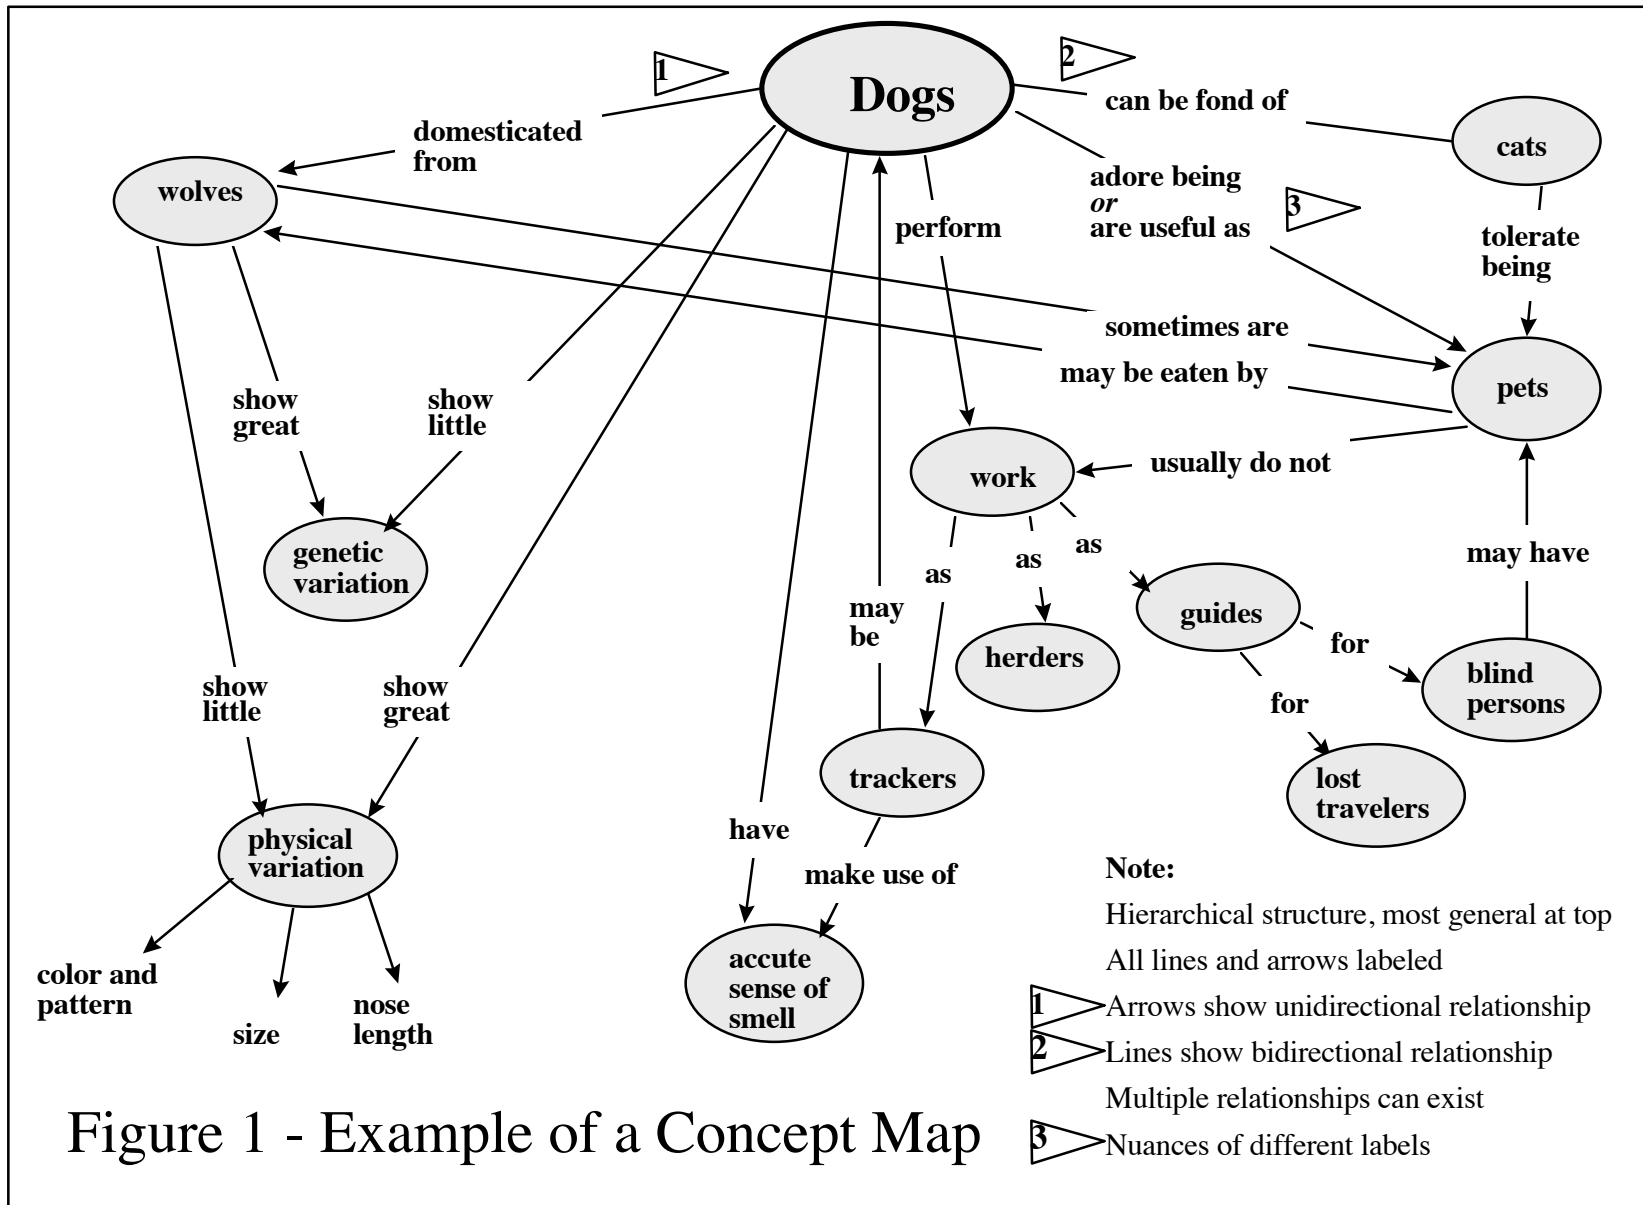 1
2
Dogs
can be fond of
domesticated
from
cats
wolves
adore being
or
are useful as
3
perform
tolerate
being
sometimes are
may be eaten by
pets
show
great
show
little
usually do not
work
genetic
variation
as
as
as
may have
may
be
guides
herders
for
blind
persons
show
little
show
great
for
trackers
lost
travelers
physical
variation
have
make use of
accute
sense of
smell
color and
pattern
size
nose
length
Note:
Hierarchical structure, most general at top
All lines and arrows labeled
1 Arrows show unidirectional relationship
2 Lines show bidirectional relationship
Multiple relationships can exist
3 Nuances of different labels
Figure 1 - Example of a Concept Map